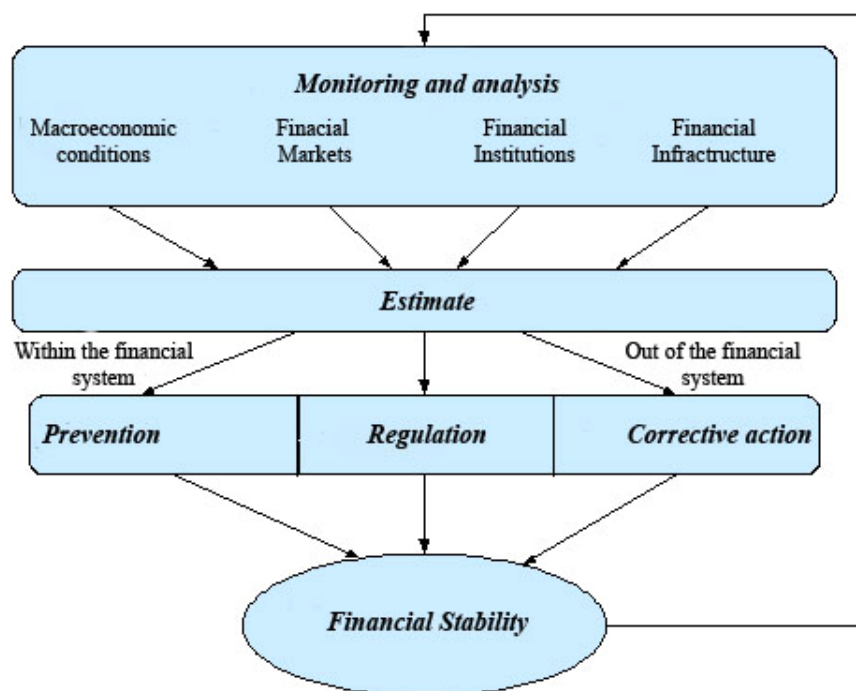 Monitoring and analysis
Macroeconomic
conditions
Finacial
Markets
Financial
Institutions
Financial
Infractructure
Estimate
Within the financial
system
Out of the financial
system
Prevention
Regulation
Corrective action
Financial Stability